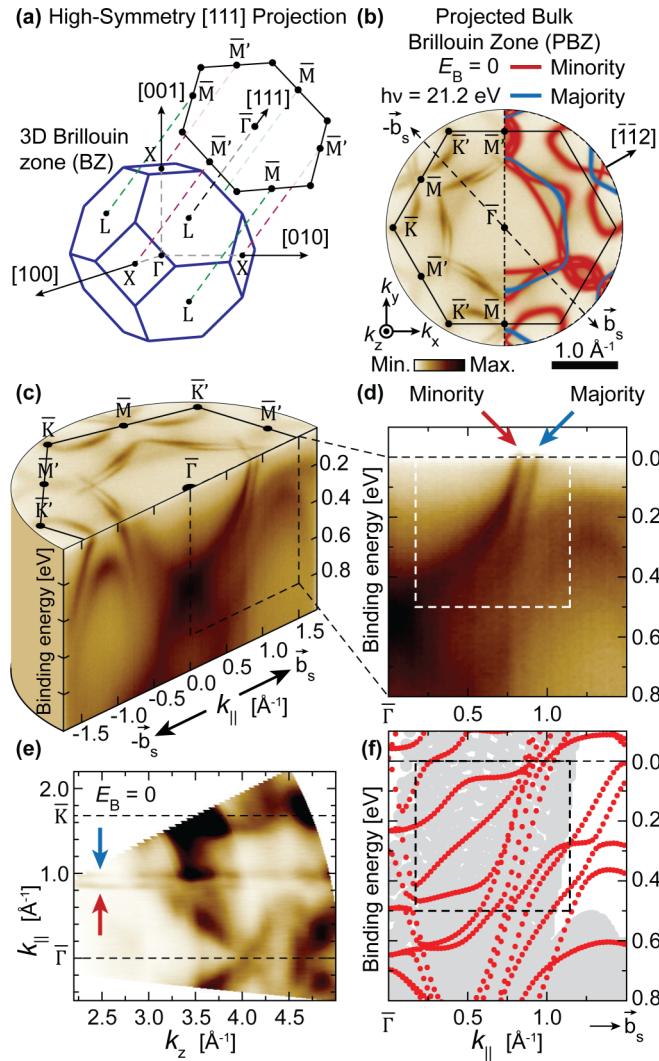 (a) High-Symmetry [111] Projection
M̅'
M̅
[001]
M̅
[111]
Γ̅
M̅'
M̅'
3D Brillouin
zone (BZ)
X
M̅
L
L
[010]
[100]
X
Γ
X
L
(b) Projected Bulk
Brillouin Zone (PBZ)
E_B = 0
Minority
hν = 21.2 eV
Majority
-b⃗_s
K̅'
M̅'
[1̅1̅2]
M̅
Γ̅
K̅
M̅'
K̅'
M̅
k_y
k_z
k_x
b⃗_s
Min.
Max.
1.0 Å⁻¹
(c)
K̅'
M̅
M̅'
K̅
M̅'
Γ̅
K̅'
0.2
0.4
0.6
0.8
Binding energy [eV]
-1.5
-1.0
-0.5
0.0
0.5
1.0
1.5
-b⃗_s
k_|| [Å⁻¹]
b⃗_s
(d)
Minority
Majority
0.0
0.2
0.4
0.6
0.8
Binding energy [eV]
Γ̅
0.5
1.0
(e)
E_B = 0
2.0
K̅
1.0
Γ̅
k_|| [Å⁻¹]
2.5
3.0
3.5
4.0
4.5
k_z [Å⁻¹]
(f)
0.0
0.2
0.4
0.6
0.8
Binding energy [eV]
Γ̅
0.5
1.0
k_|| [Å⁻¹]
b⃗_s